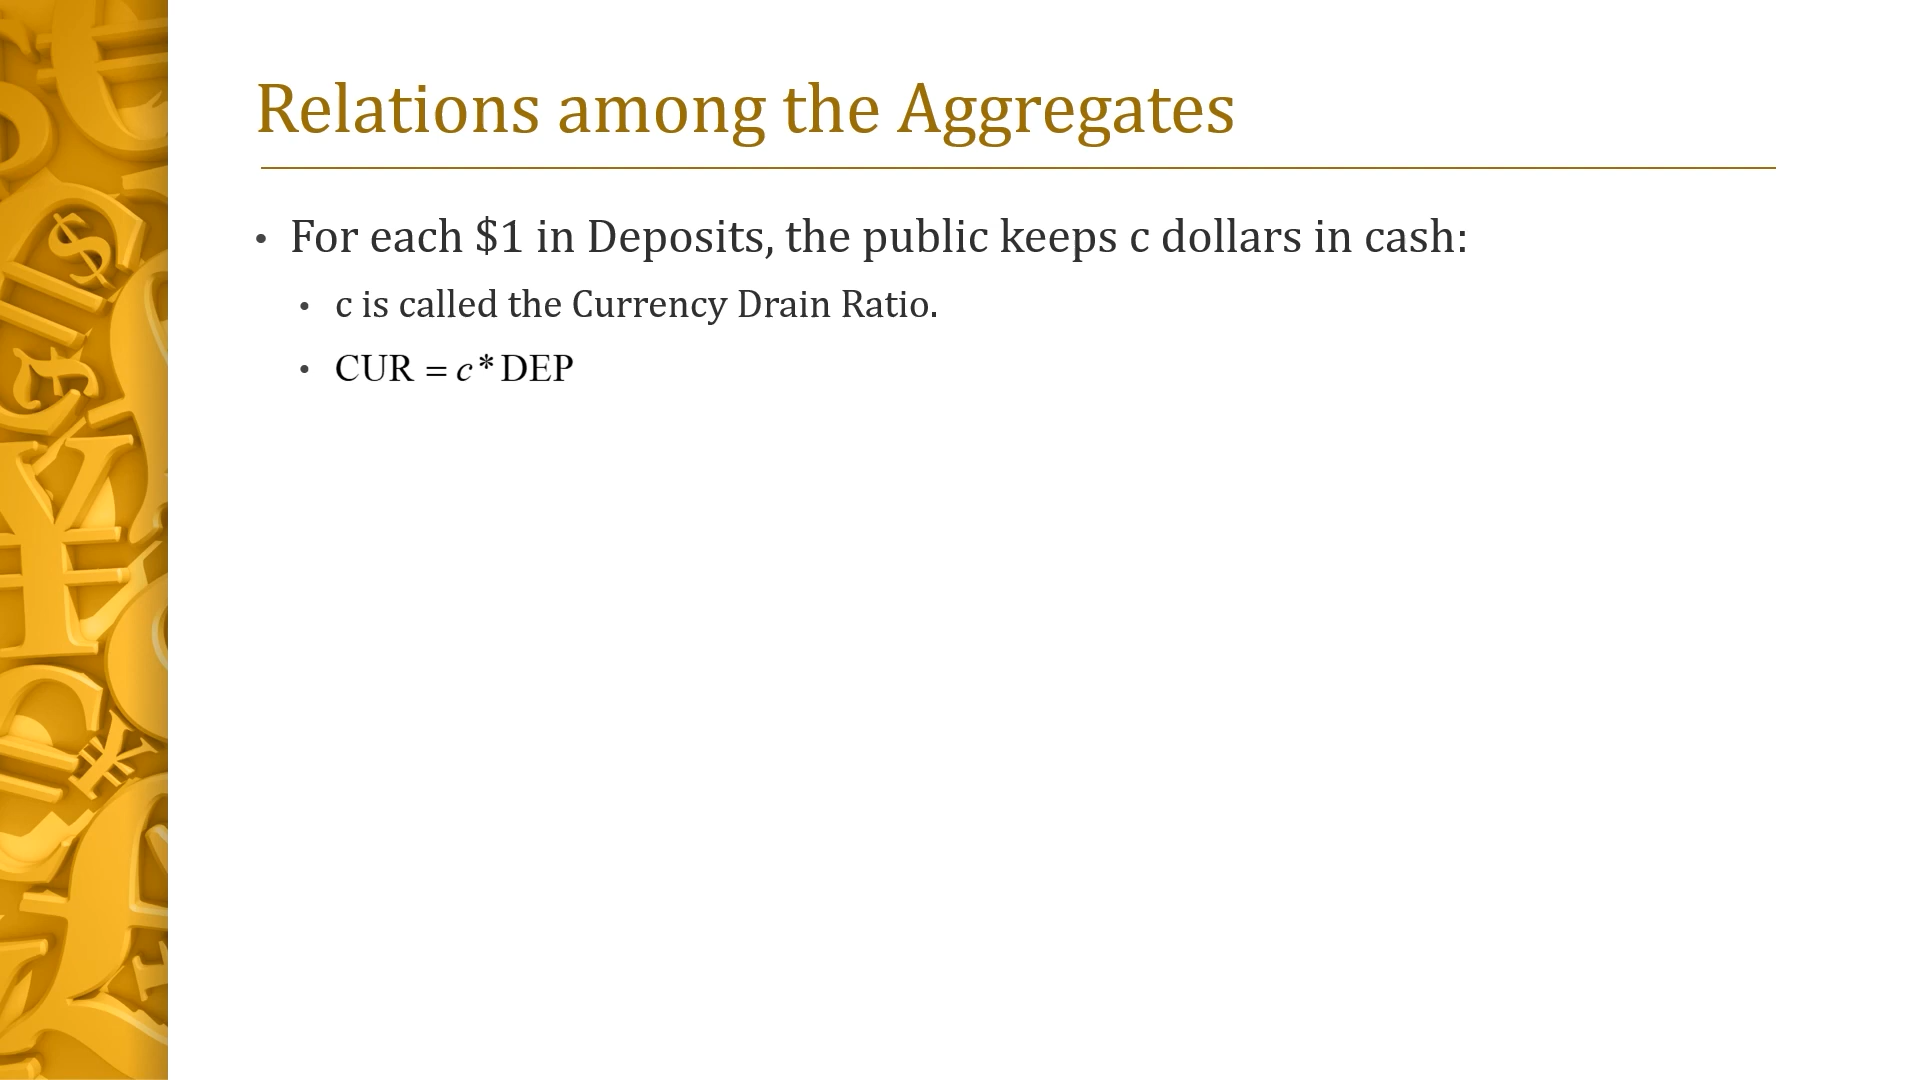 Relations among the Aggregates
• For each $1 in Deposits, the public keeps c dollars in cash:
• c is called the Currency Drain Ratio.
• CUR = c * DEP